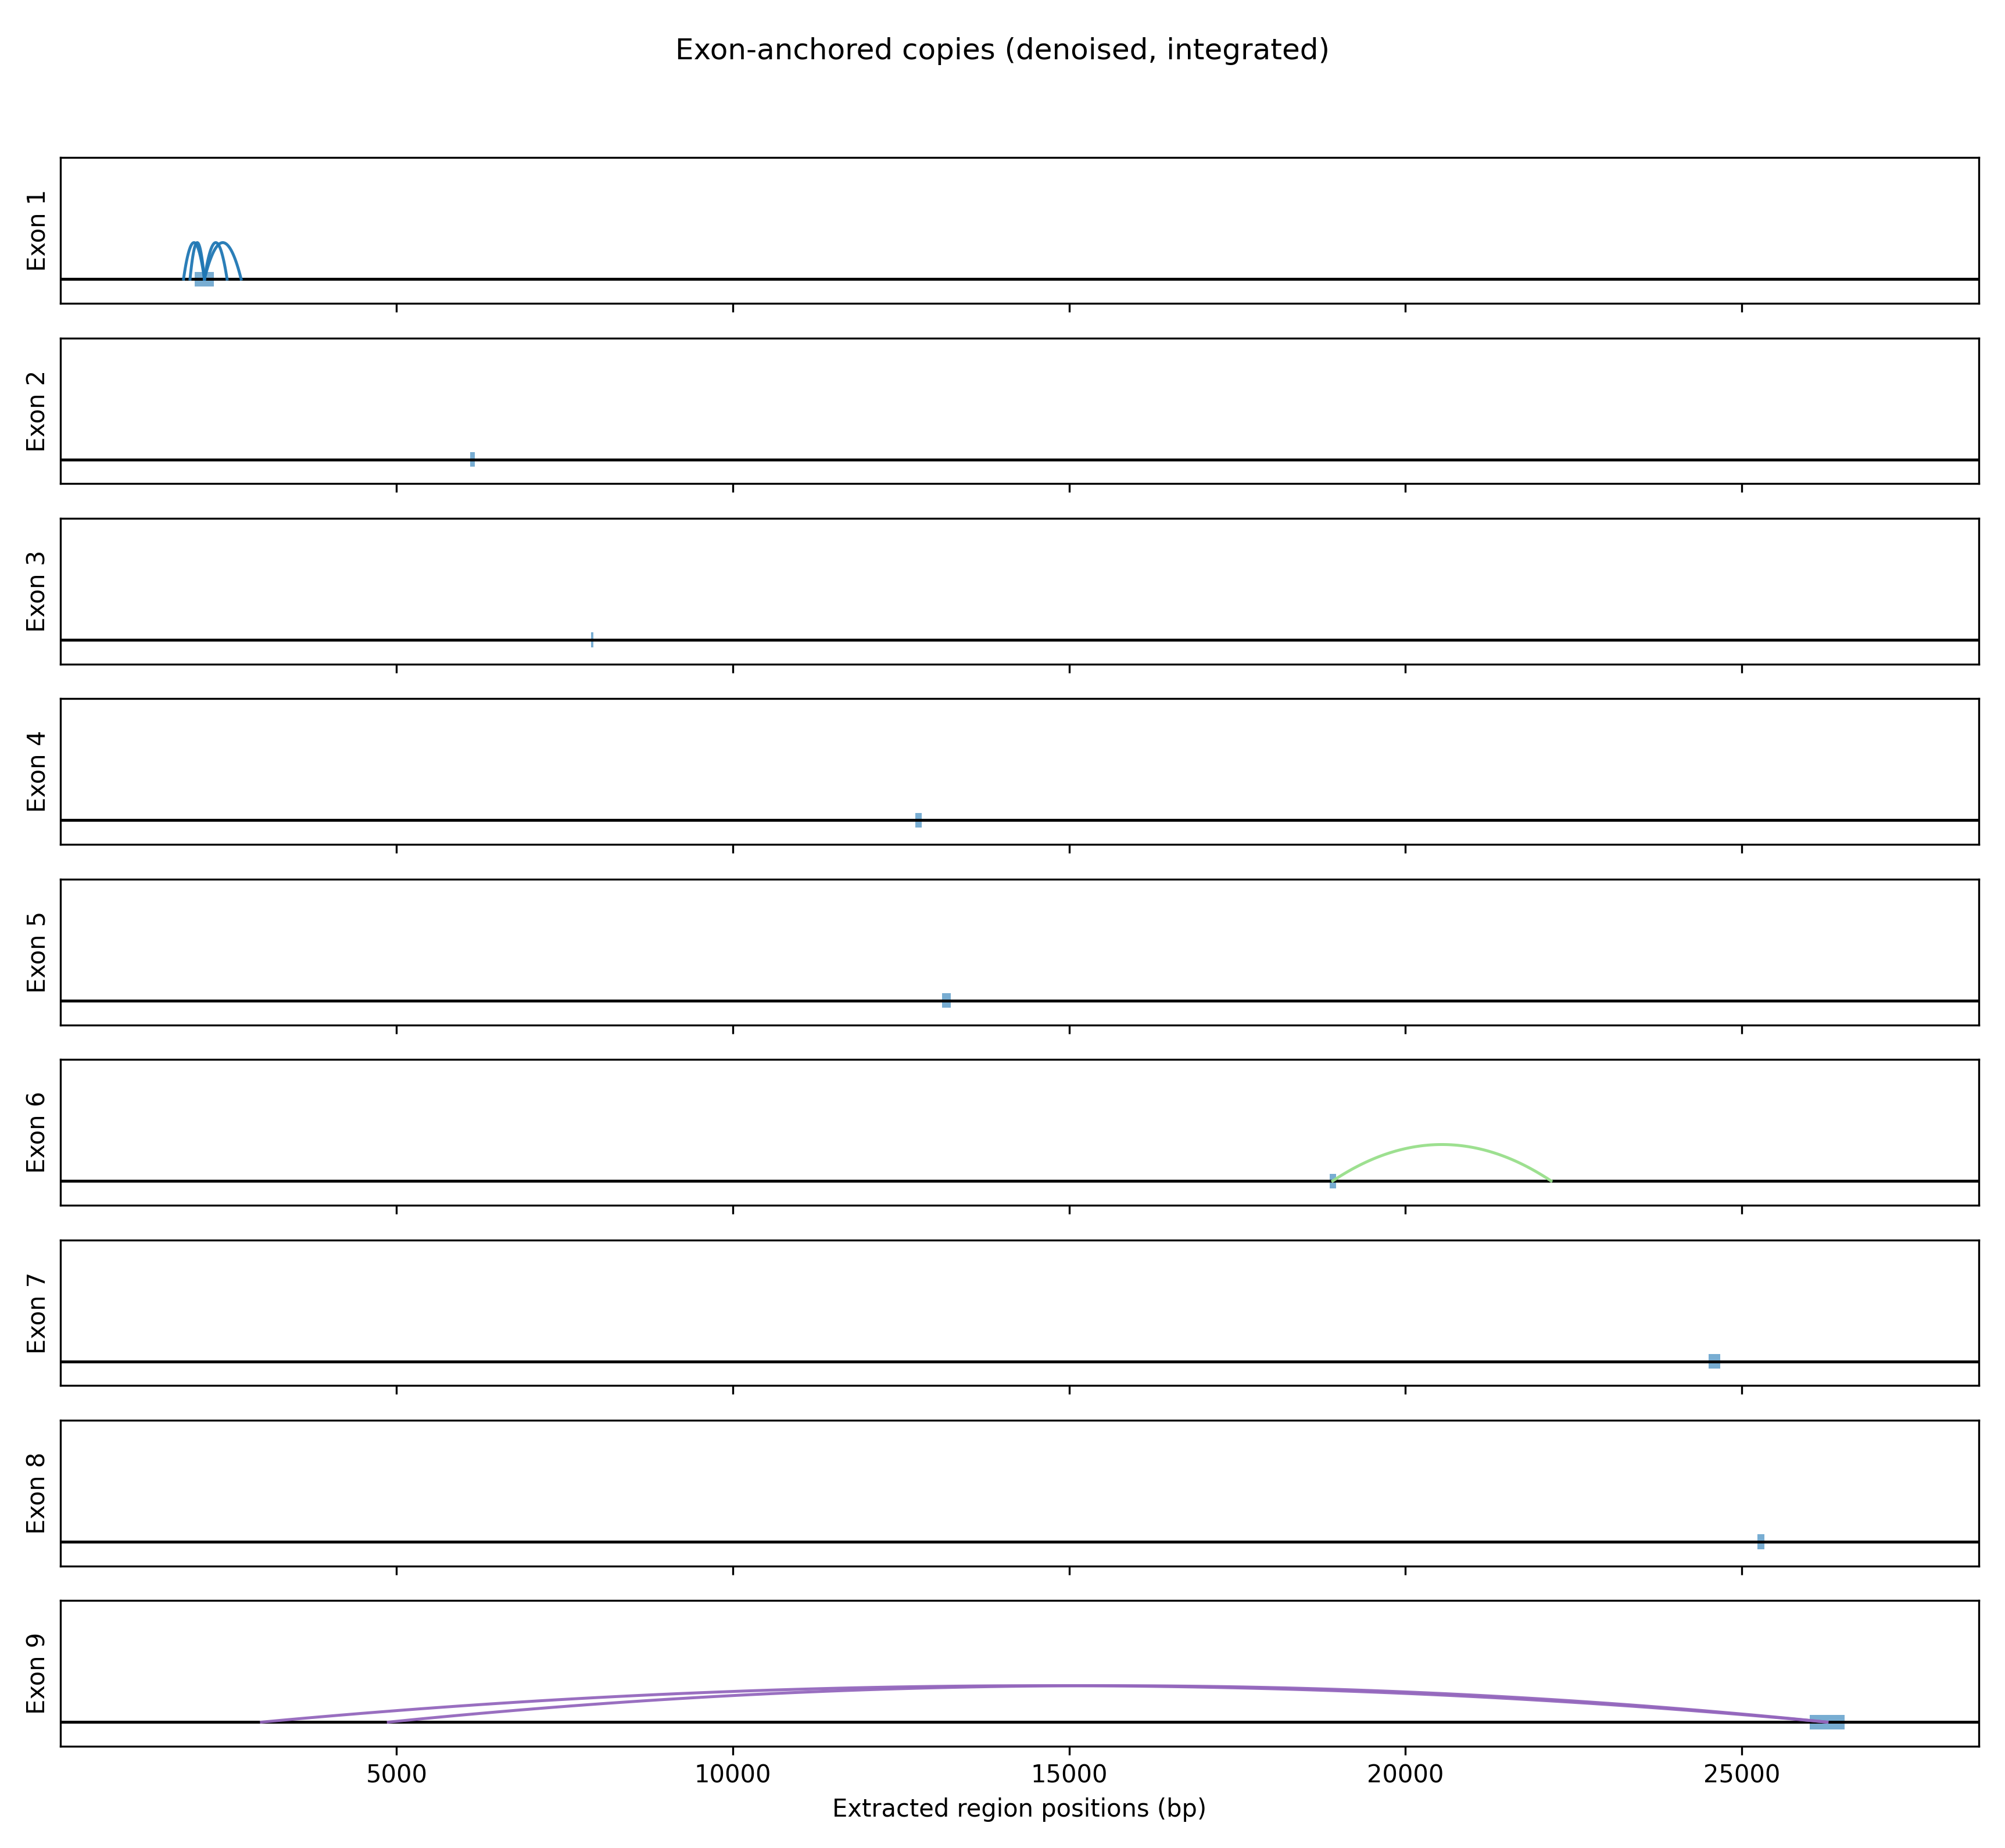 Exon-anchored copies (denoised, integrated)
Exon 1
Exon 2
Exon 3
Exon 4
Exon 5
Exon 6
Exon 7
Exon 8
Exon 9
5000 10000 15000 20000 25000
Extracted region positions (bp)